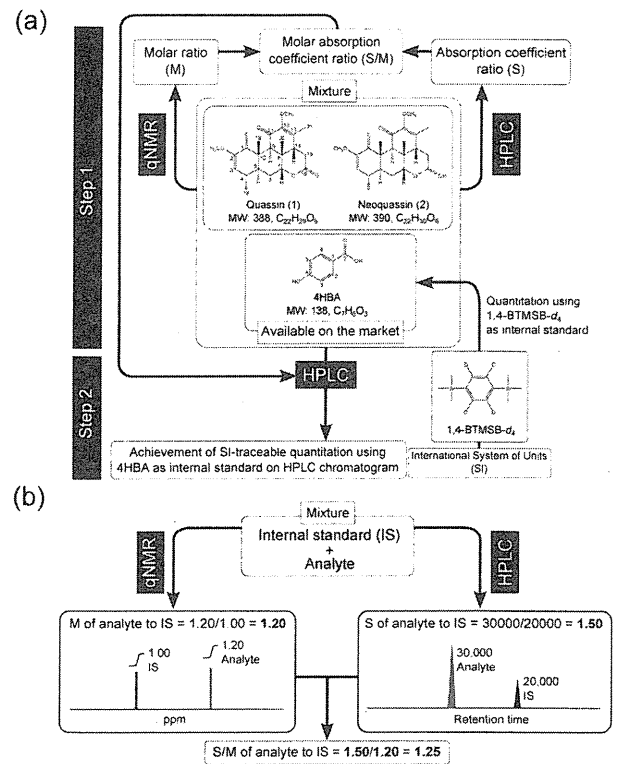 (a)
Molar ratio
(M)
Molar absorption
coefficient ratio (S/M)
Absorption coefficient
ratio (S)
Mixture
qNMR
HPLC
Step 1
Quassin (1)
MW: 388, C22H28O6
Neoquassin (2)
MW: 390, C22H30O6
4HBA
MW: 138, C7H6O3
Available on the market
Quantitation using
1,4-BTMSB-d4
as internal standard
HPLC
Step 2
1,4-BTMSB-d4
Achievement of SI-traceable quantitation using
4HBA as internal standard on HPLC chromatogram
International System of Units
(SI)
(b)
Mixture
Internal standard (IS)
+
Analyte
qNMR
HPLC
M of analyte to IS = 1.20/1.00 = 1.20
1.00
IS
1.20
Analyte
ppm
S of analyte to IS = 30000/20000 = 1.50
30.000
Analyte
20.000
IS
Retention time
S/M of analyte to IS = 1.50/1.20 = 1.25